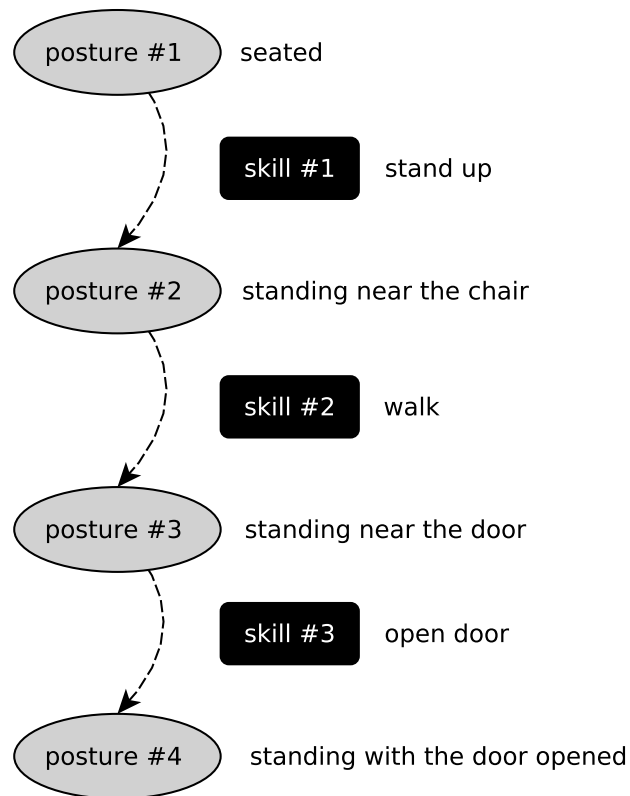 posture #1 seated
skill #1 stand up
posture #2 standing near the chair
skill #2 walk
posture #3 standing near the door
skill #3 open door
posture #4 standing with the door opened